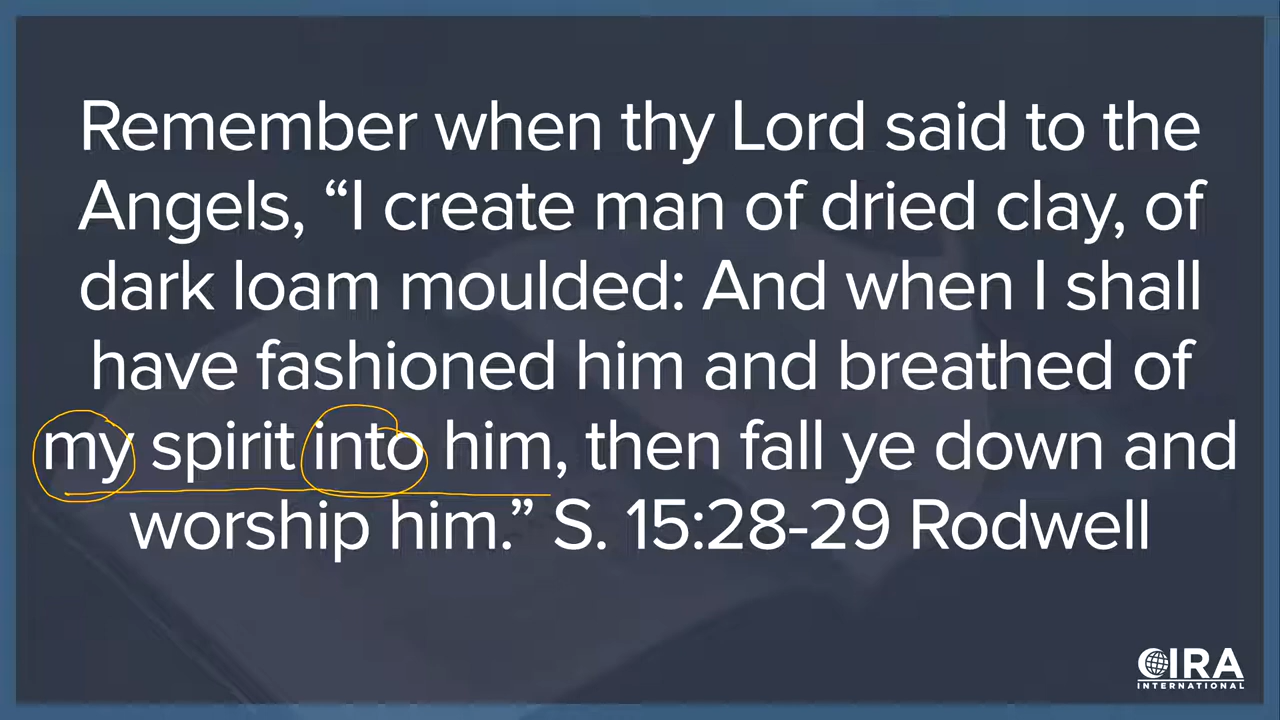 Remember when thy Lord said to the
Angels, “I create man of dried clay, of
dark loam moulded: And when I shall
have fashioned him and breathed of
my spirit into him, then fall ye down and
worship him.” S. 15:28-29 Rodwell
CIRA
INTERNATIONAL